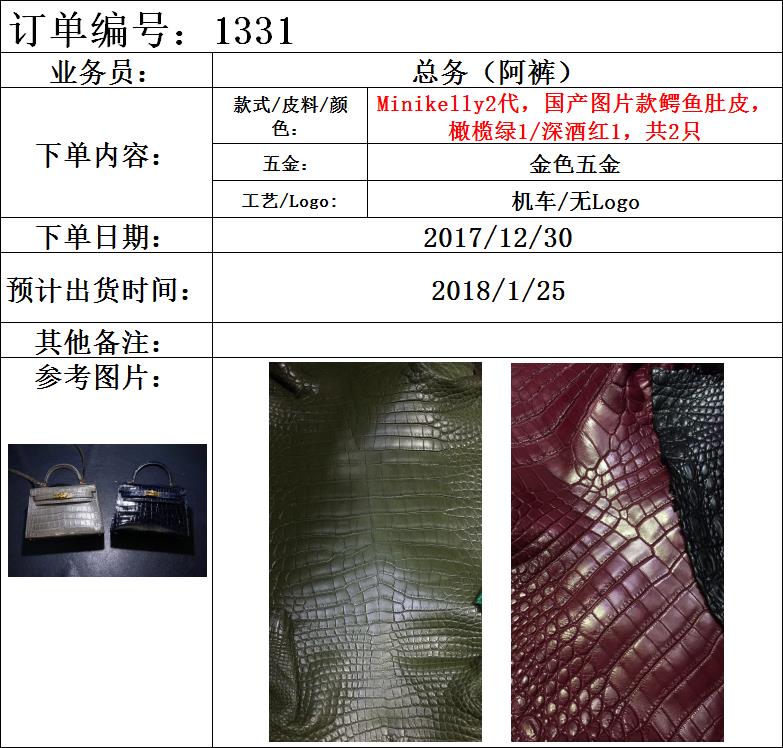 订单编号：1331
业务员： 总务（阿裤）
下单内容： 款式/皮料/颜色： Minikelly2代，国产图片款鳄鱼肚皮，
橄榄绿1/深酒红1，共2只
五金： 金色五金
工艺/Logo: 机车/无Logo
下单日期： 2017/12/30
预计出货时间： 2018/1/25
其他备注：
参考图片：